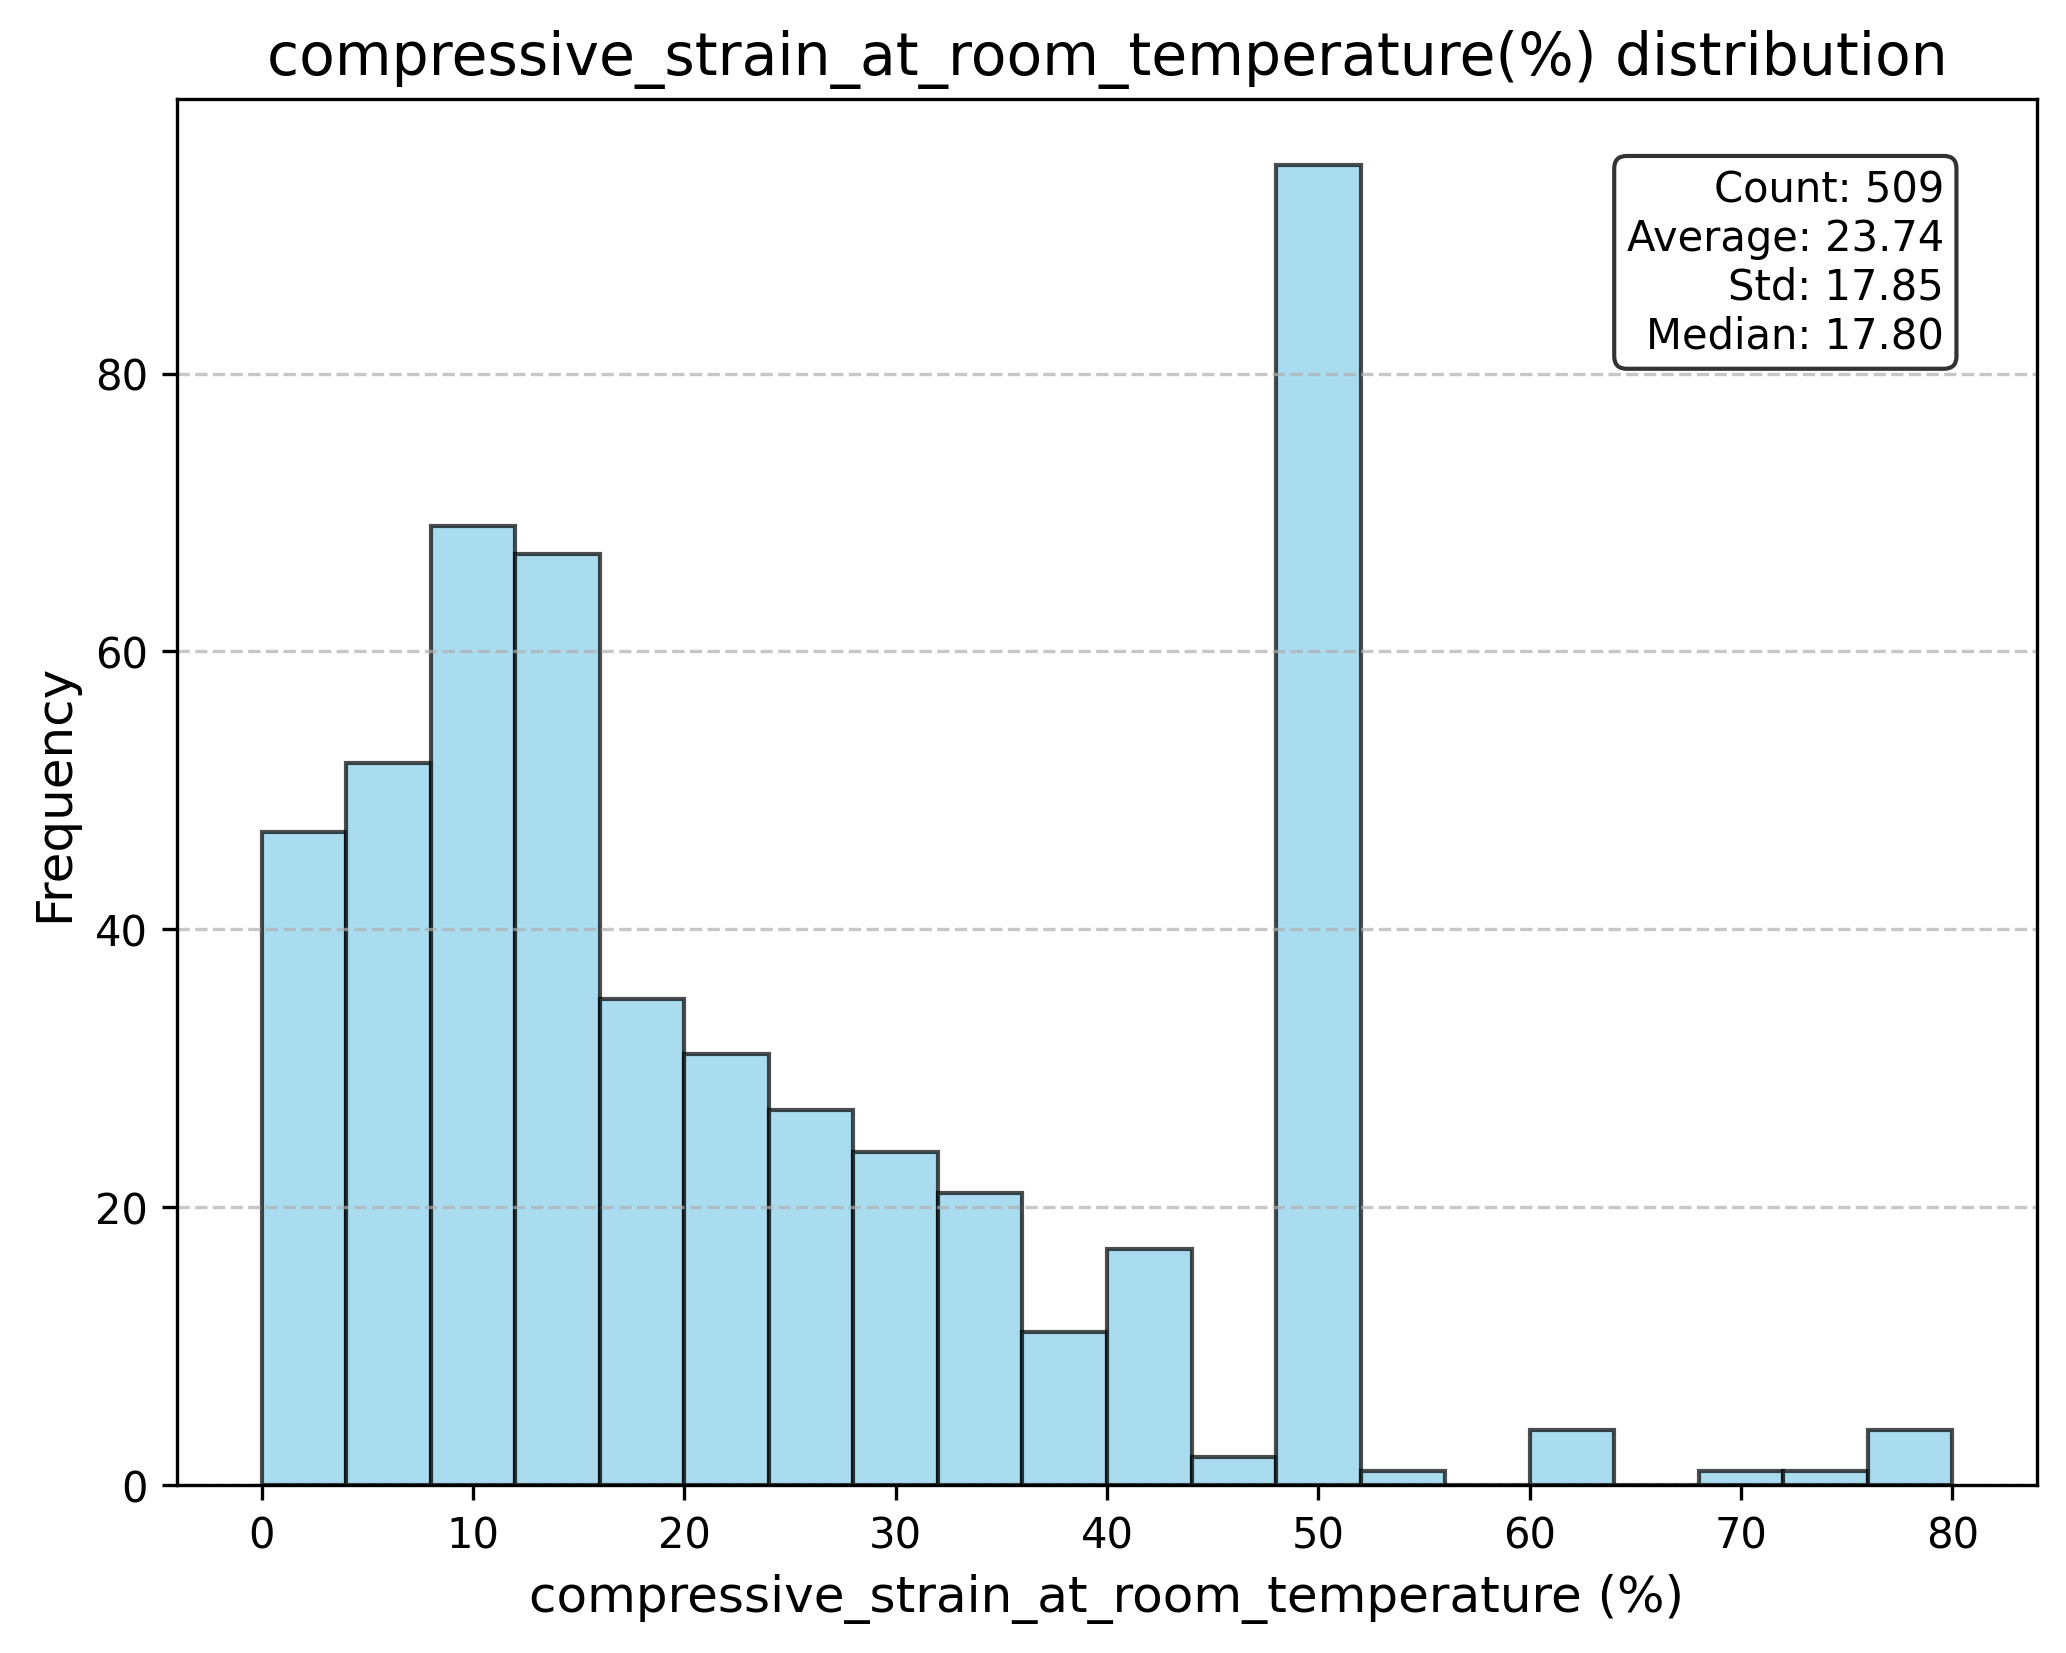 compressive_strain_at_room_temperature(%) distribution
Count: 509
Average: 23.74
Std: 17.85
Median: 17.80
80
60
40
20
0
Frequency
0 10 20 30 40 50 60 70 80
compressive_strain_at_room_temperature (%)